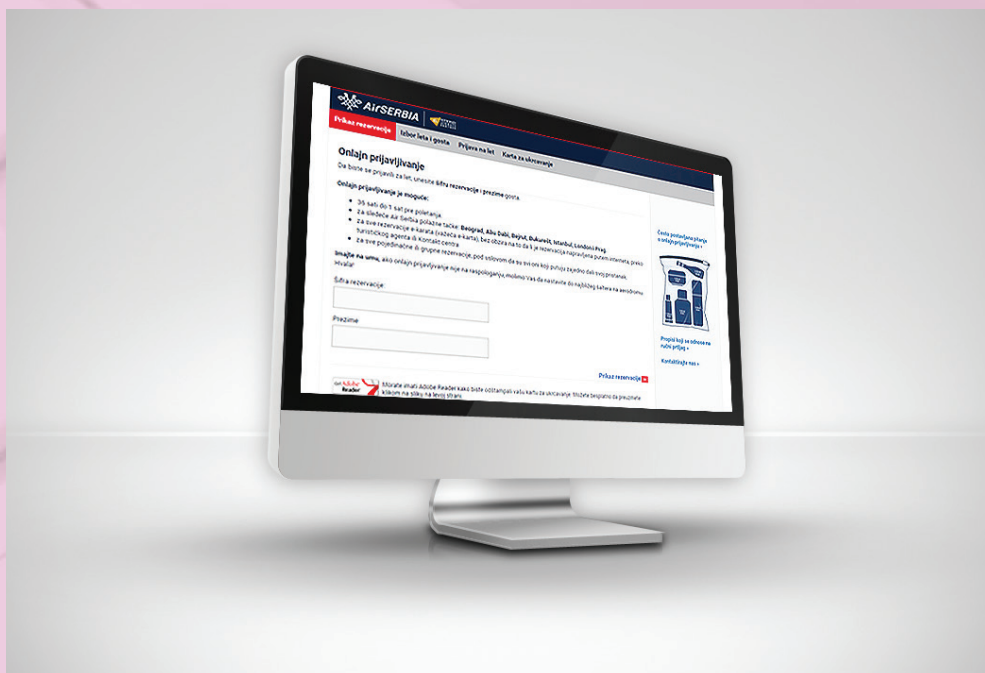 AirSERBIA
Prikaz rezervacije
Izbor leta i gosta
Prijava na let
Karta za ukrcavanje
Onlajn prijavljivanje
Da biste se prijavili za let, unesite šifru rezervacije i prezime gosta.
Onlajn prijavljivanje je moguće:
36 sati do 1 sat pre poletanja.
za sledeće Air Serbia polazne tačke: Beograd, Abu Dabi, Bejrut, Bukurešt, Istanbul, London i Prag.
za sve rezervacije e-karata (važeća e-karta), bez obzira na to da li je rezervacija napravljena putem interneta, preko
turističkog agenta ili Kontakt centra
za sve pojedinačne ili grupne rezervacije, pod uslovom da su svi oni koji putuju zajedno dali svoj pristanak.
Imajte na umu, ako onlajn prijavljivanje nije na raspolaganju, molimo Vas da nastavite do najbližeg šaltera na aerodromu.
Hvala!
Šifra rezervacije:
Prezime
Prikaz rezervacije
Get Adobe
Reader
Morate imati Adobe Reader kako biste odštampali vašu kartu za ukrcavanje. Možete besplatno da preuzmete
klikom na sliku na levoj strani.
Često postavljana pitanja
o onlajn prijavljivanju »
Propisi koji se odnose na
ručni prtljag »
Kontaktirajte nas »